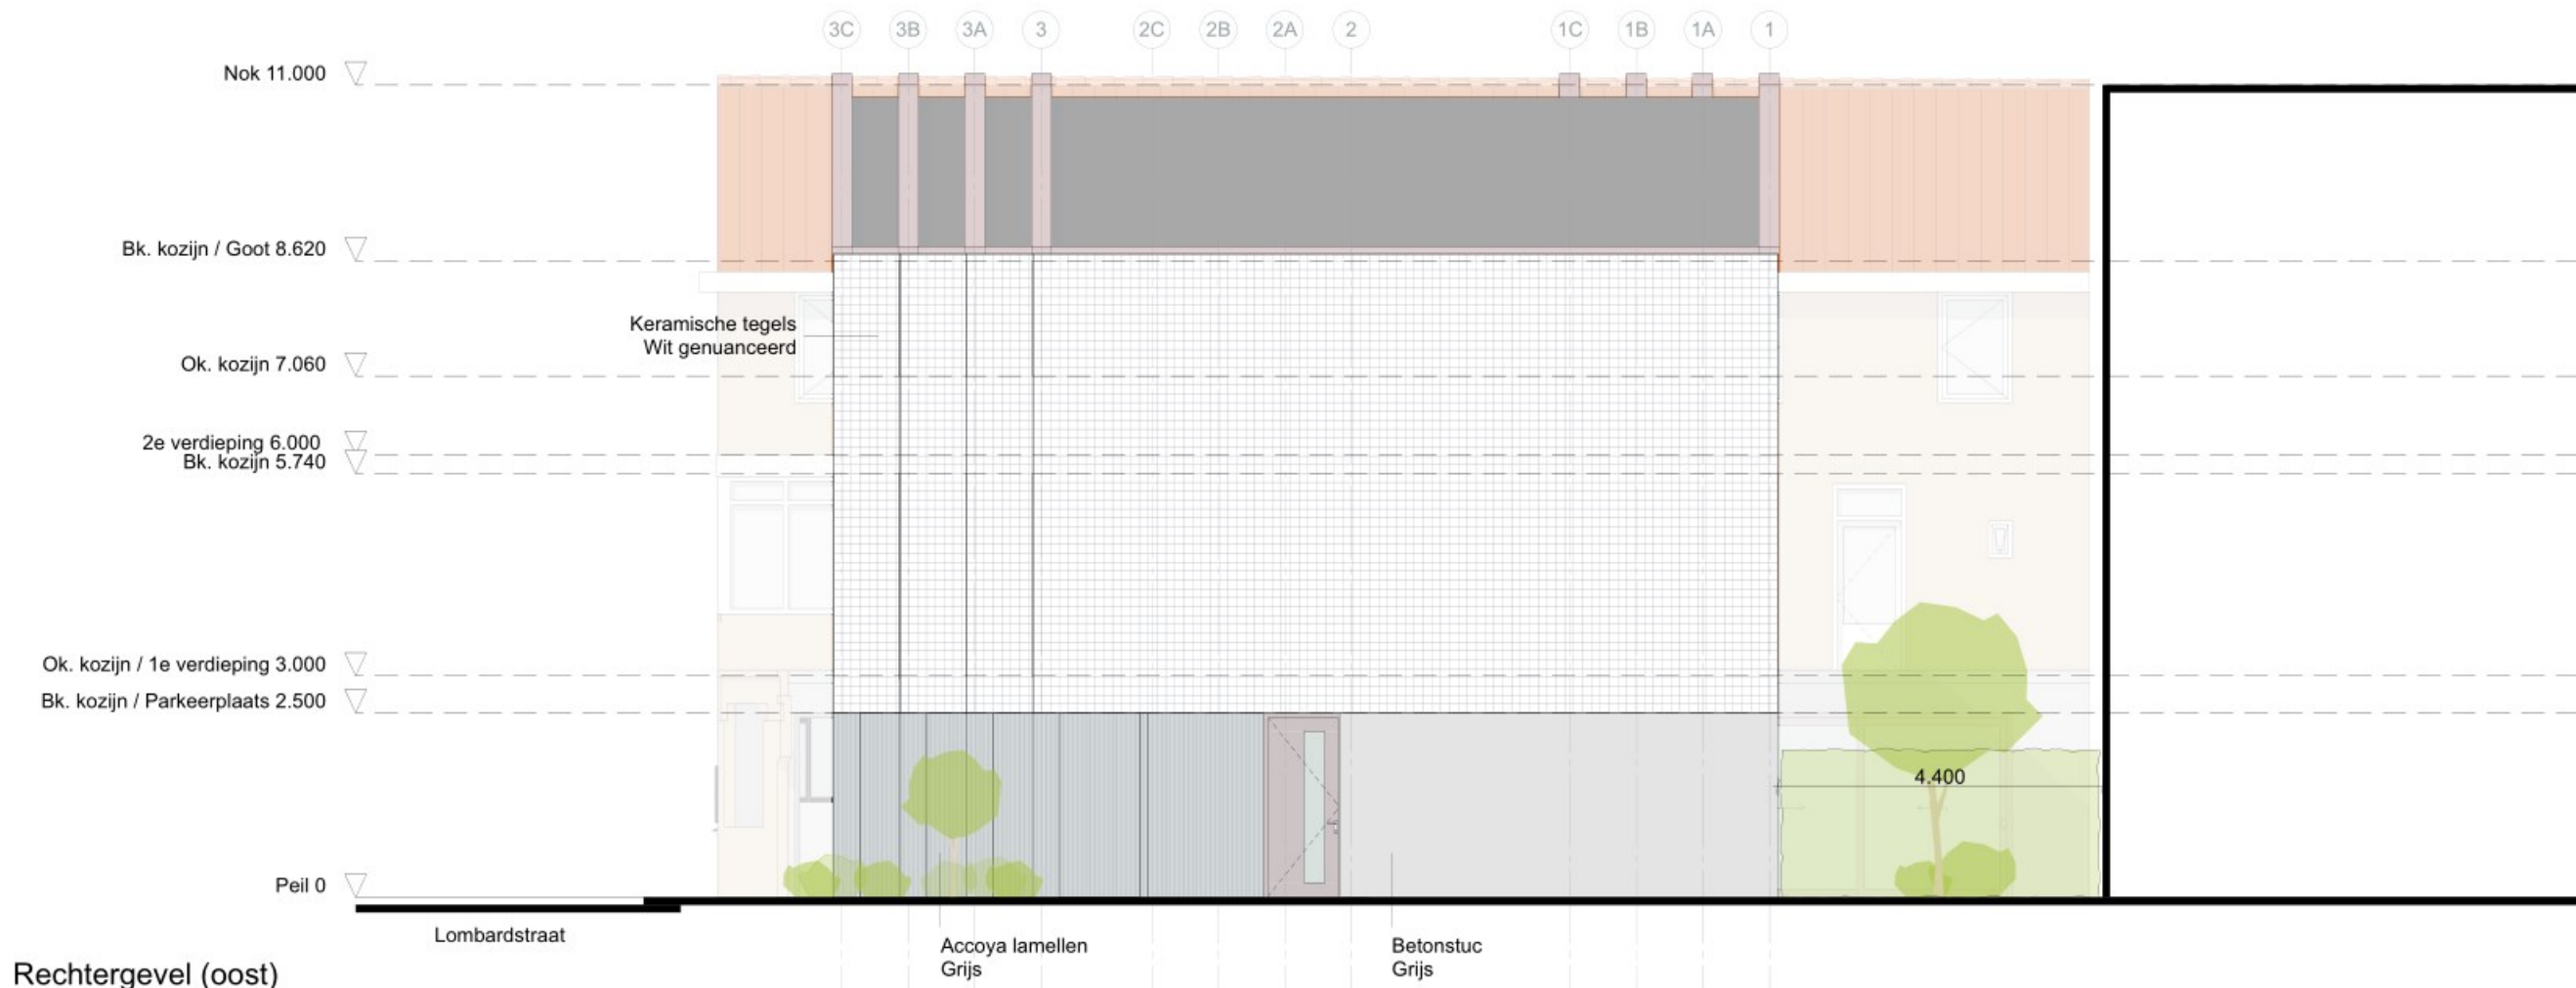 3C 3B 3A 3 2C 2B 2A 2 1C 1B 1A 1
Nok 11.000
Bk. kozijn / Goot 8.620
Keramische tegels
Wit genuanceerd
Ok. kozijn 7.060
2e verdieping 6.000
Bk. kozijn 5.740
Ok. kozijn / 1e verdieping 3.000
Bk. kozijn / Parkeerplaats 2.500
4.400
Peil 0
Lombardstraat
Accoya lamellen
Grijs
Betonstuc
Grijs
Rechtergevel (oost)